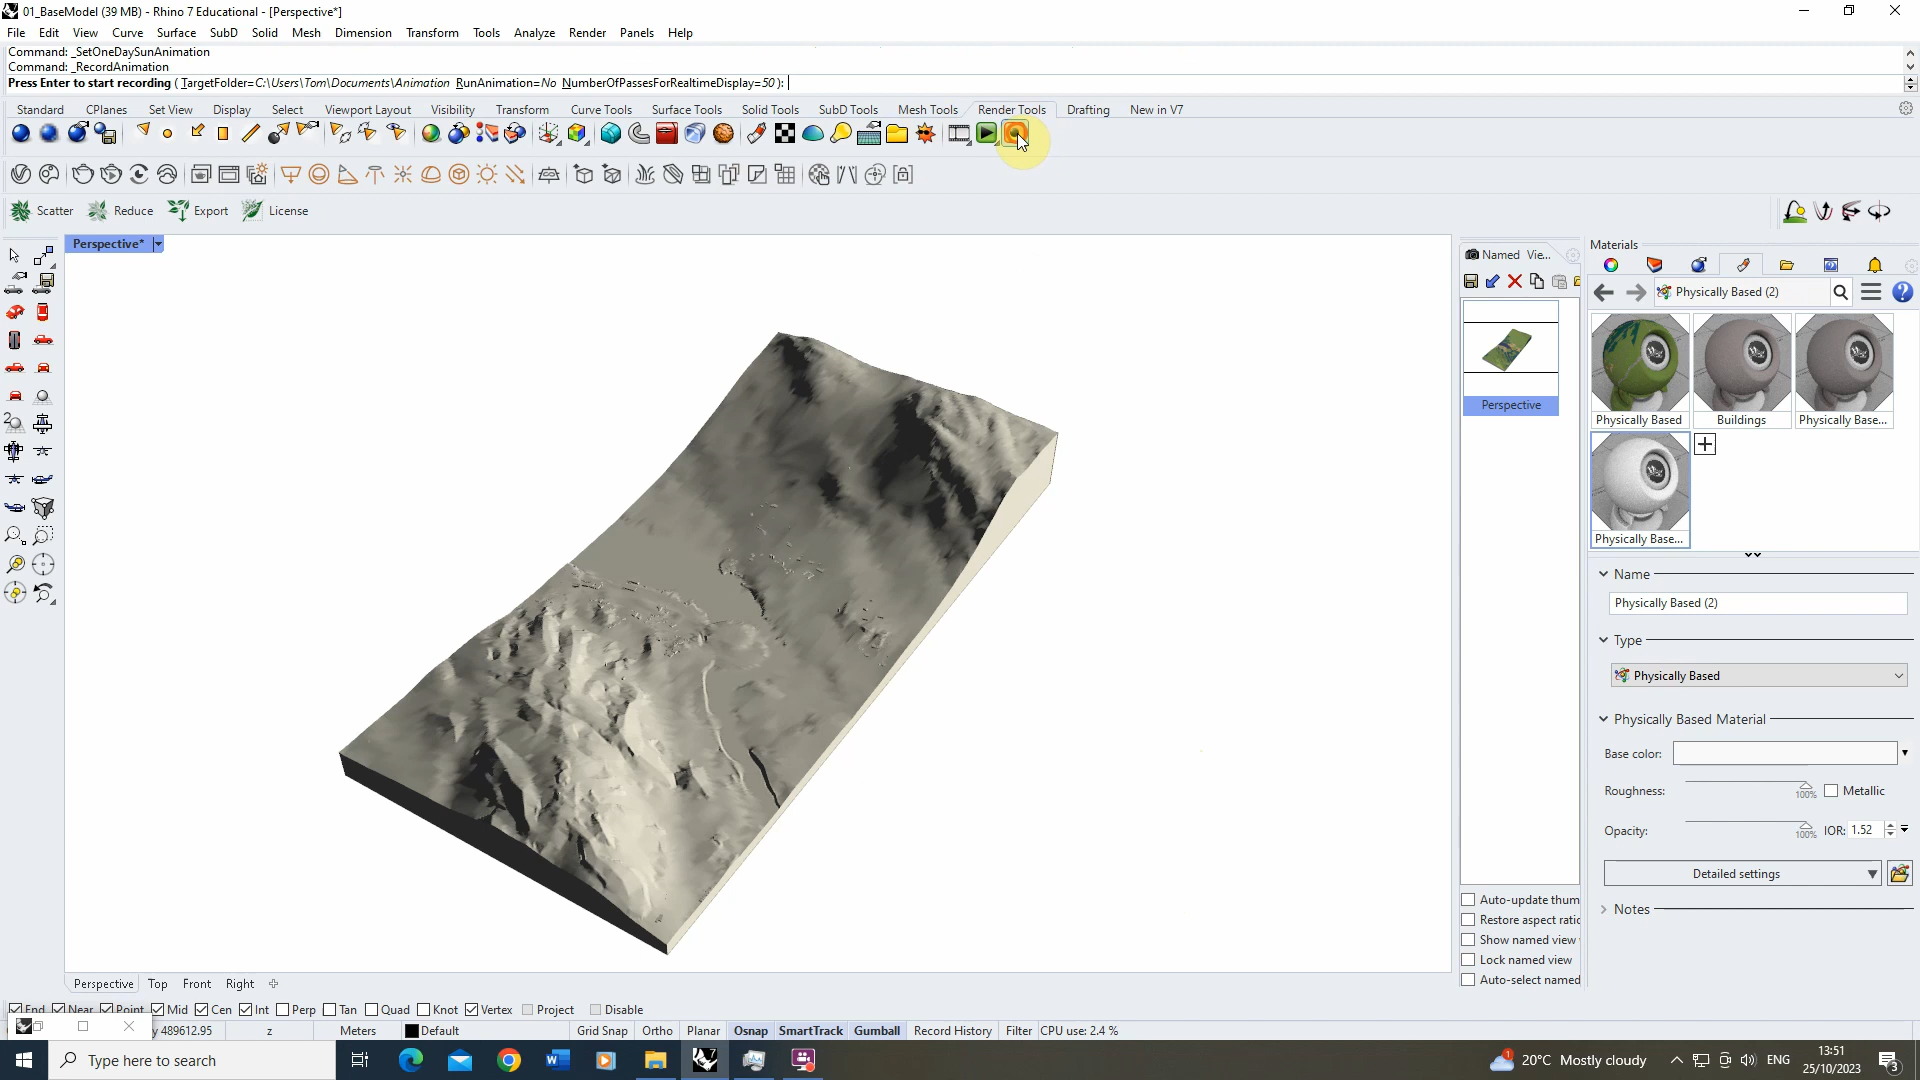 01_BaseModel (39 MB) - Rhino 7 Educational - [Perspective*]
File Edit View Curve Surface SubD Solid Mesh Dimension Transform Tools Analyze Render Panels Help
Command: _SetOneDaySunAnimation
Command: _RecordAnimation
Press Enter to start recording ( TargetFolder=C:\Users\Tom\Documents\Animation RunAnimation=No NumberOfPassesForRealtimeDisplay=50 ):
Standard CPlanes Set View Display Select Viewport Layout Visibility Transform Curve Tools Surface Tools Solid Tools SubD Tools Mesh Tools Render Tools Drafting New in V7
Scatter Reduce Export License
Perspective*
Named Vie...
Perspective
Auto-update thum
Restore aspect ratio
Show named view
Lock named view
Auto-select named
Materials
Physically Based (2)
Physically Based Buildings Physically Base...
Physically Base...
Name
Physically Based (2)
Type
Physically Based
Physically Based Material
Base color:
Roughness: 100% Metallic
Opacity: 100% IOR: 1.52
Detailed settings
Notes
Perspective Top Front Right
End Near Point Mid Cen Int Perp Tan Quad Knot Vertex Project Disable
y 489612.95 z Meters Default Grid Snap Ortho Planar Osnap SmartTrack Gumball Record History Filter CPU use: 2.4 %
Type here to search
20°C Mostly cloudy
ENG
13:51
25/10/2023
3